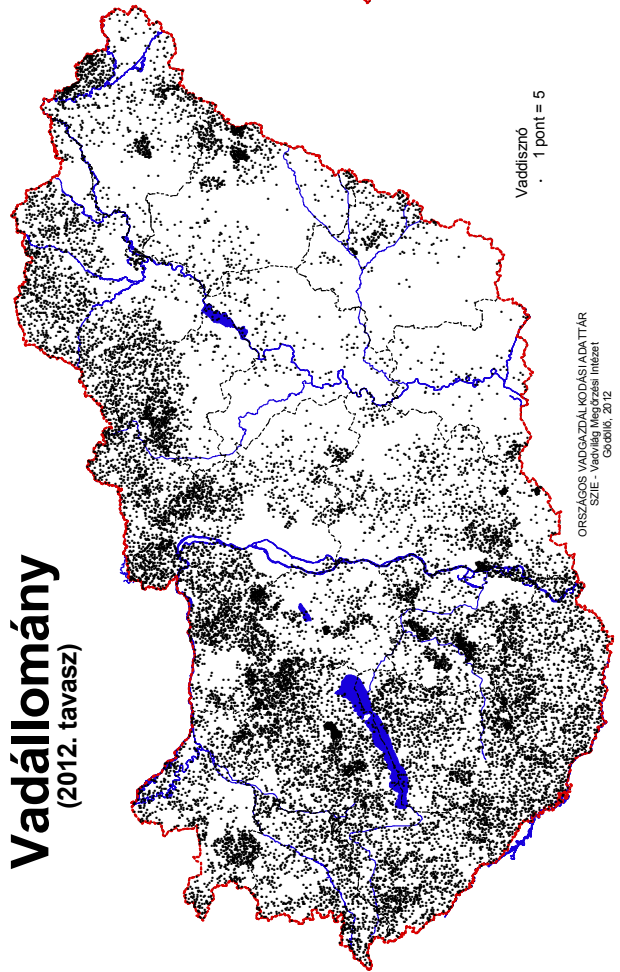 Vadállomány
(2012. tavasz)
Vaddisznó
. 1 pont = 5
ORSZÁGOS VADGAZDÁLKODÁSI ADATTÁR
SZIE - Vadvilág Megőrzési Intézet
Gödöllő, 2012